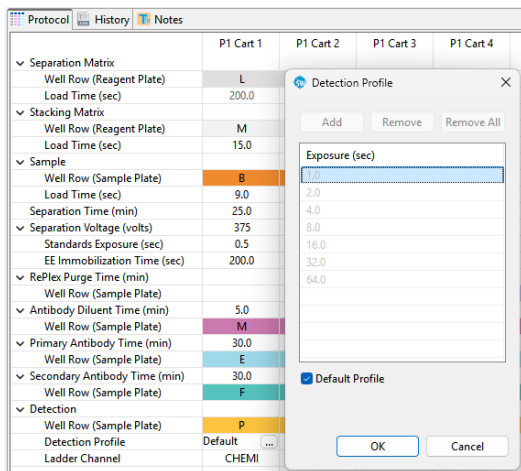 Protocol History Notes
P1 Cart 1 P1 Cart 2 P1 Cart 3 P1 Cart 4
Separation Matrix
Well Row (Reagent Plate) L
Load Time (sec) 200.0
Stacking Matrix
Well Row (Reagent Plate) M
Load Time (sec) 15.0
Sample
Well Row (Sample Plate) B
Load Time (sec) 9.0
Separation Time (min) 25.0
Separation Voltage (volts) 375
Standards Exposure (sec) 0.5
EE Immobilization Time (sec) 200.0
RePlex Purge Time (min)
Well Row (Sample Plate)
Antibody Diluent Time (min) 5.0
Well Row (Sample Plate) M
Primary Antibody Time (min) 30.0
Well Row (Sample Plate) E
Secondary Antibody Time (min) 30.0
Well Row (Sample Plate) F
Detection
Well Row (Sample Plate) P
Detection Profile Default ...
Ladder Channel CHEMI
SW Detection Profile
Add Remove Remove All
Exposure (sec)
1.0
2.0
4.0
8.0
16.0
32.0
64.0
Default Profile
OK Cancel